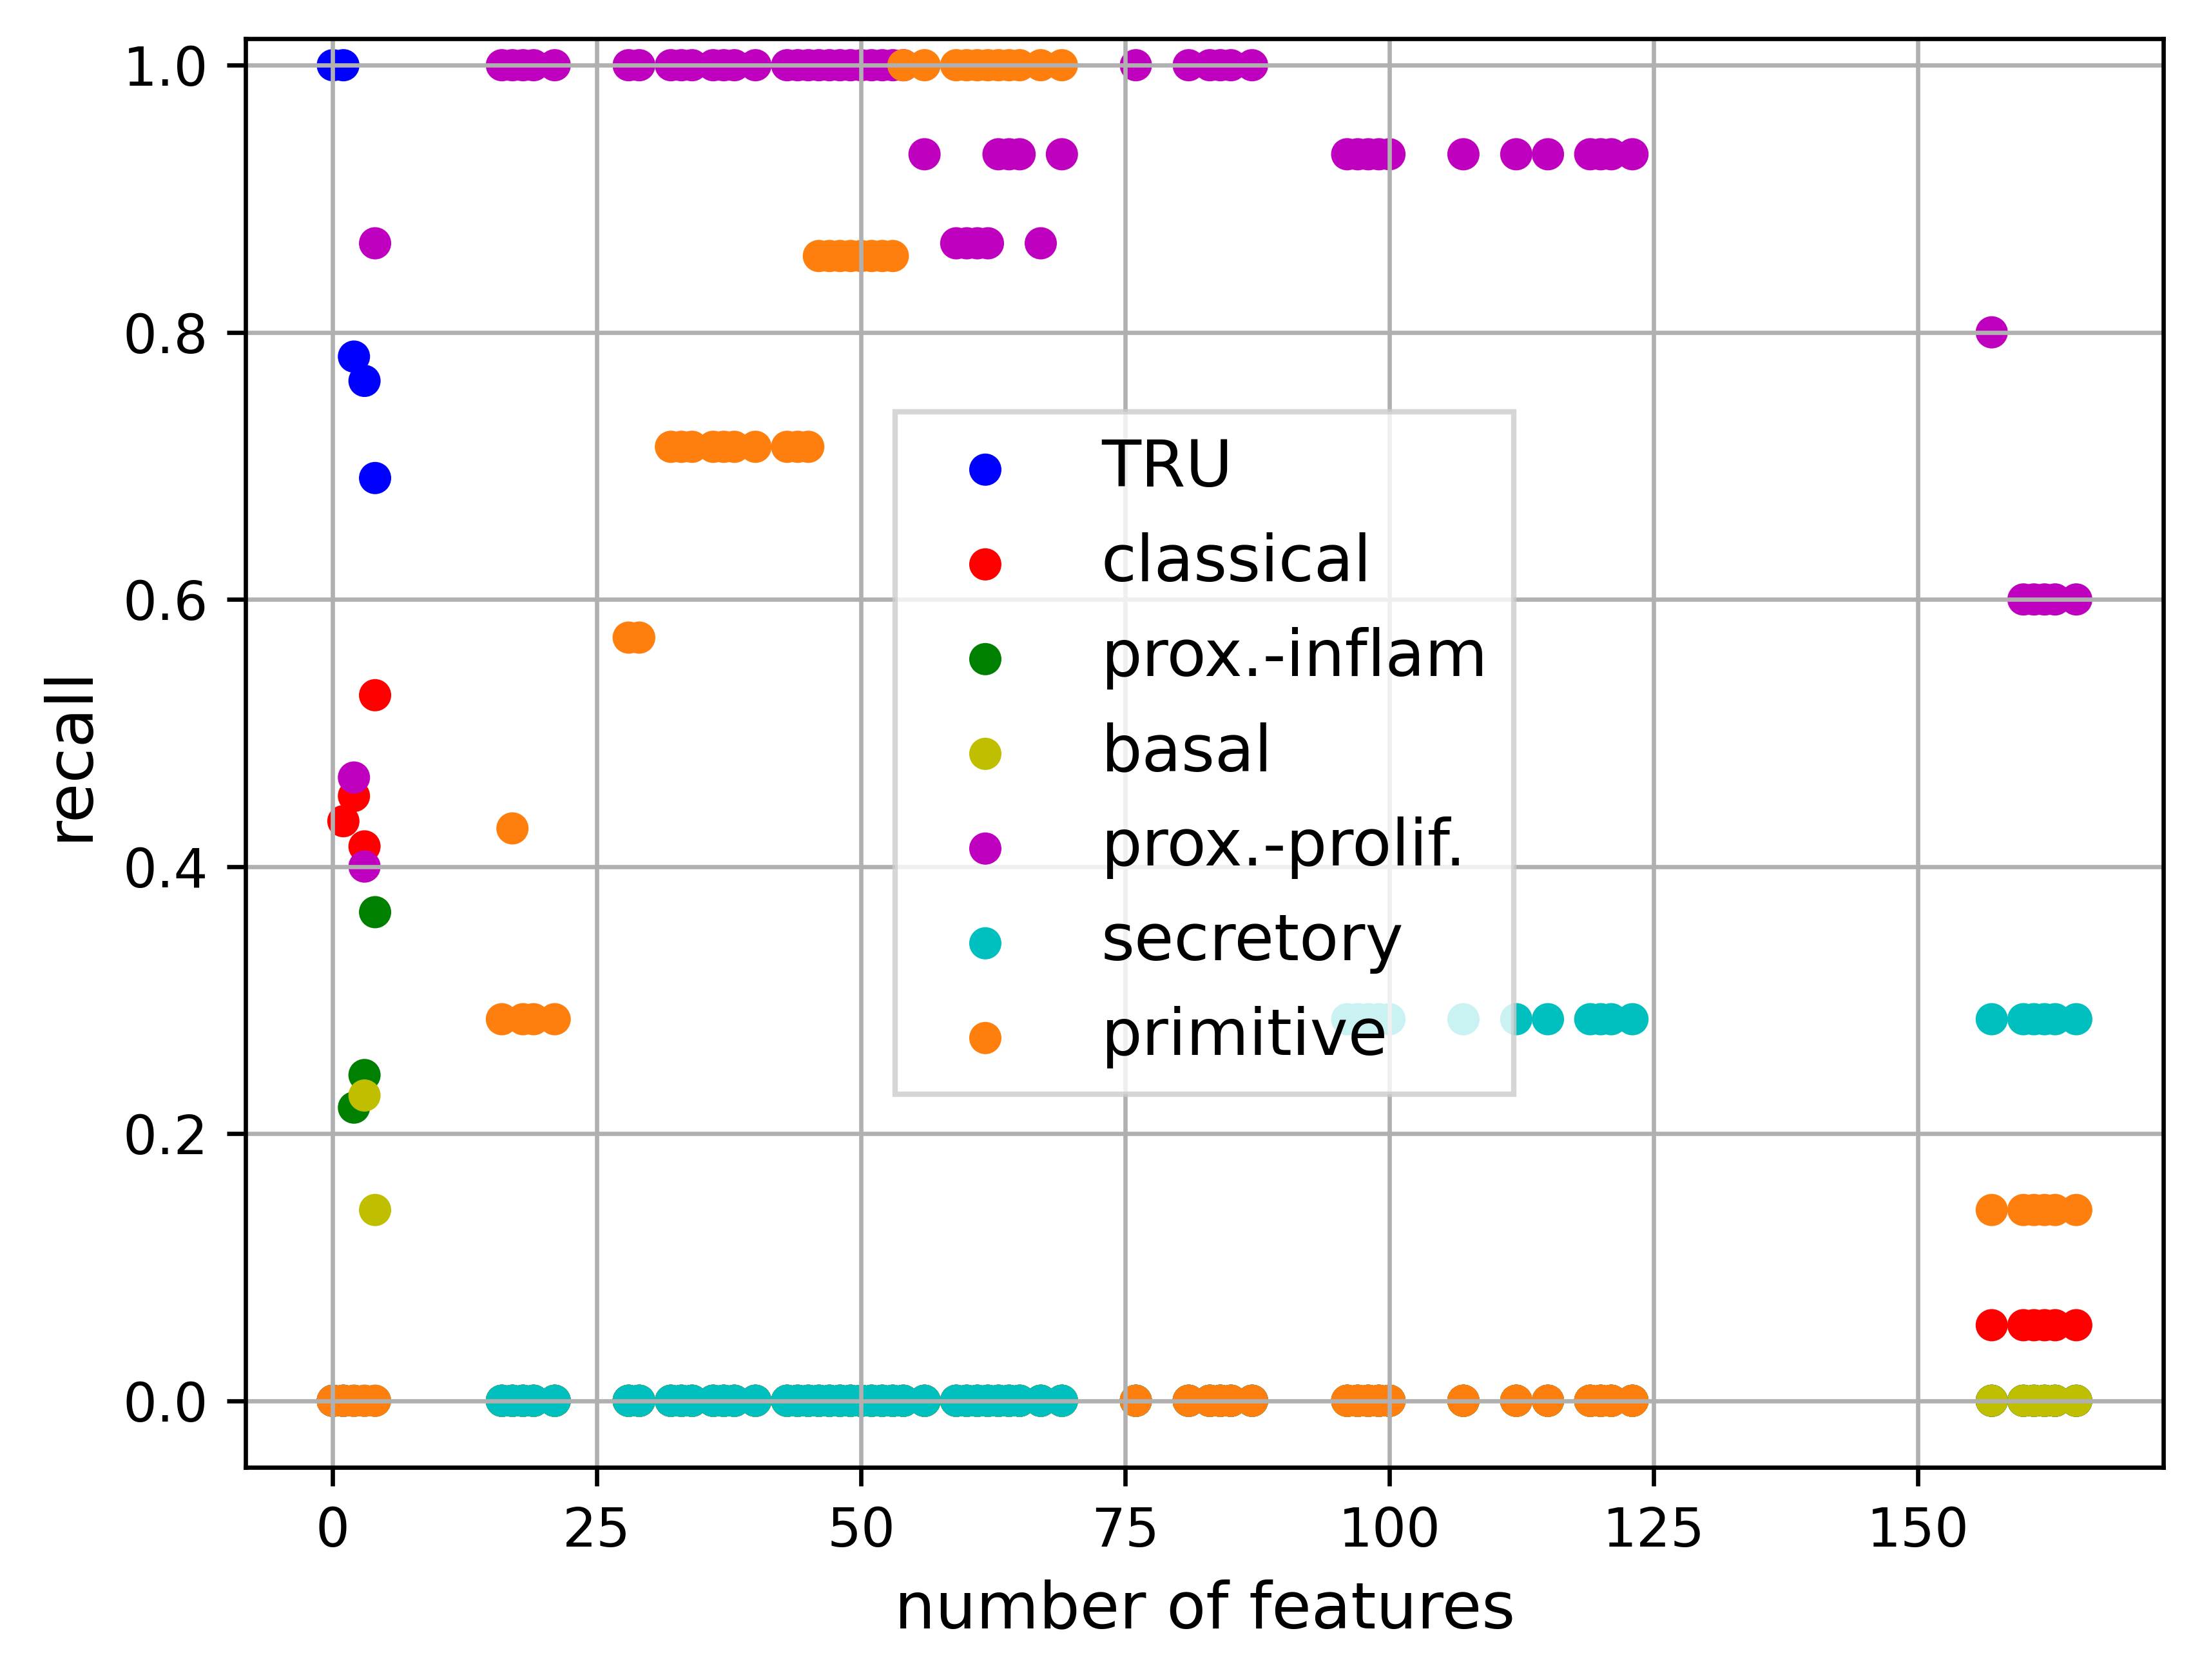 1.0
0.8
0.6
0.4
0.2
0.0
recall
TRU
classical
prox.-inflam
basal
prox.-prolif.
secretory
primitive
0 25 50 75 100 125 150
number of features